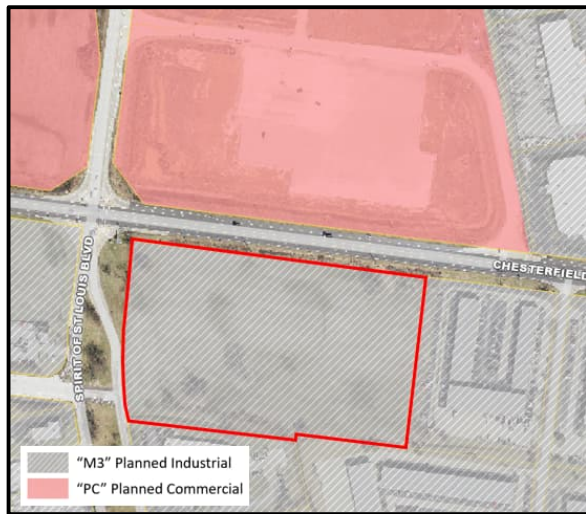 CHESTERFIELD
SPIRIT OF ST LOUIS BLVD
"M3" Planned Industrial
"PC" Planned Commercial